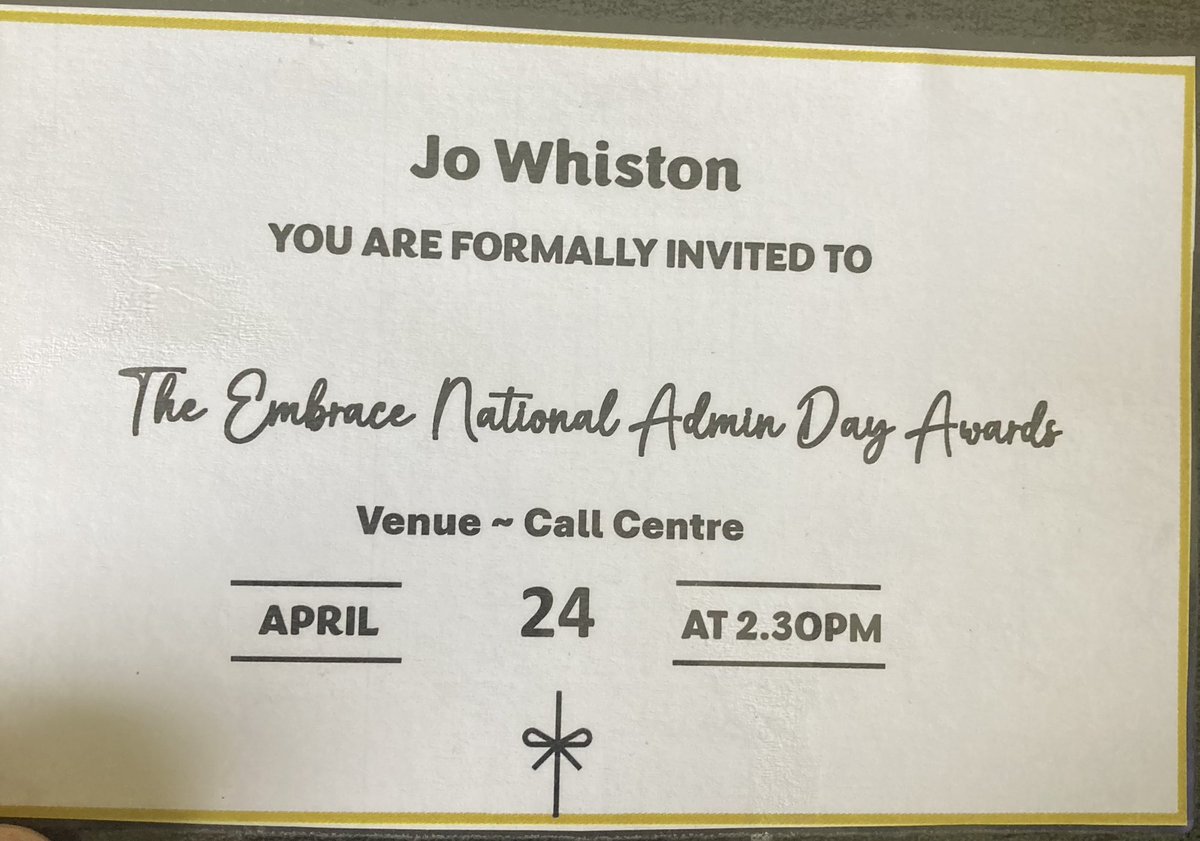 Jo Whiston
YOU ARE FORMALLY INVITED TO
The Embrace National Admin Day Awards
Venue ~ Call Centre
APRIL 24 AT 2.30PM